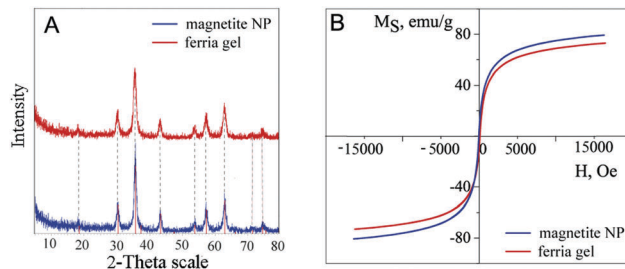 A
magnetite NP
ferria gel
Intensity
10 20 30 40 50 60 70 80
2-Theta scale
B
M_S, emu/g
80
40
-15000 -5000 0 5000 15000
H, Oe
-40
-80
magnetite NP
ferria gel